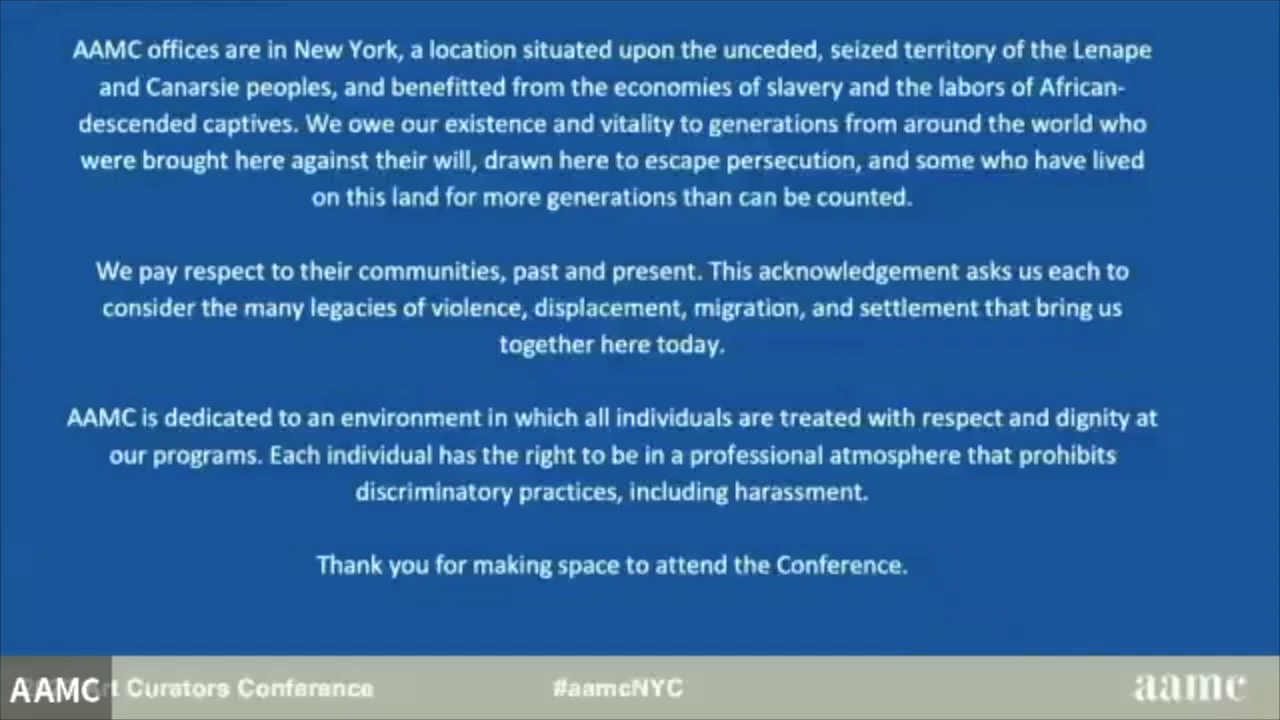 AAMC offices are in New York, a location situated upon the unceded, seized territory of the Lenape
and Canarsie peoples, and benefitted from the economies of slavery and the labors of African-
descended captives. We owe our existence and vitality to generations from around the world who
were brought here against their will, drawn here to escape persecution, and some who have lived
on this land for more generations than can be counted.
We pay respect to their communities, past and present. This acknowledgement asks us each to
consider the many legacies of violence, displacement, migration, and settlement that bring us
together here today.
AAMC is dedicated to an environment in which all individuals are treated with respect and dignity at
our programs. Each individual has the right to be in a professional atmosphere that prohibits
discriminatory practices, including harassment.
Thank you for making space to attend the Conference.
AAMC
Curators Conference
#aamcNYC
aamc